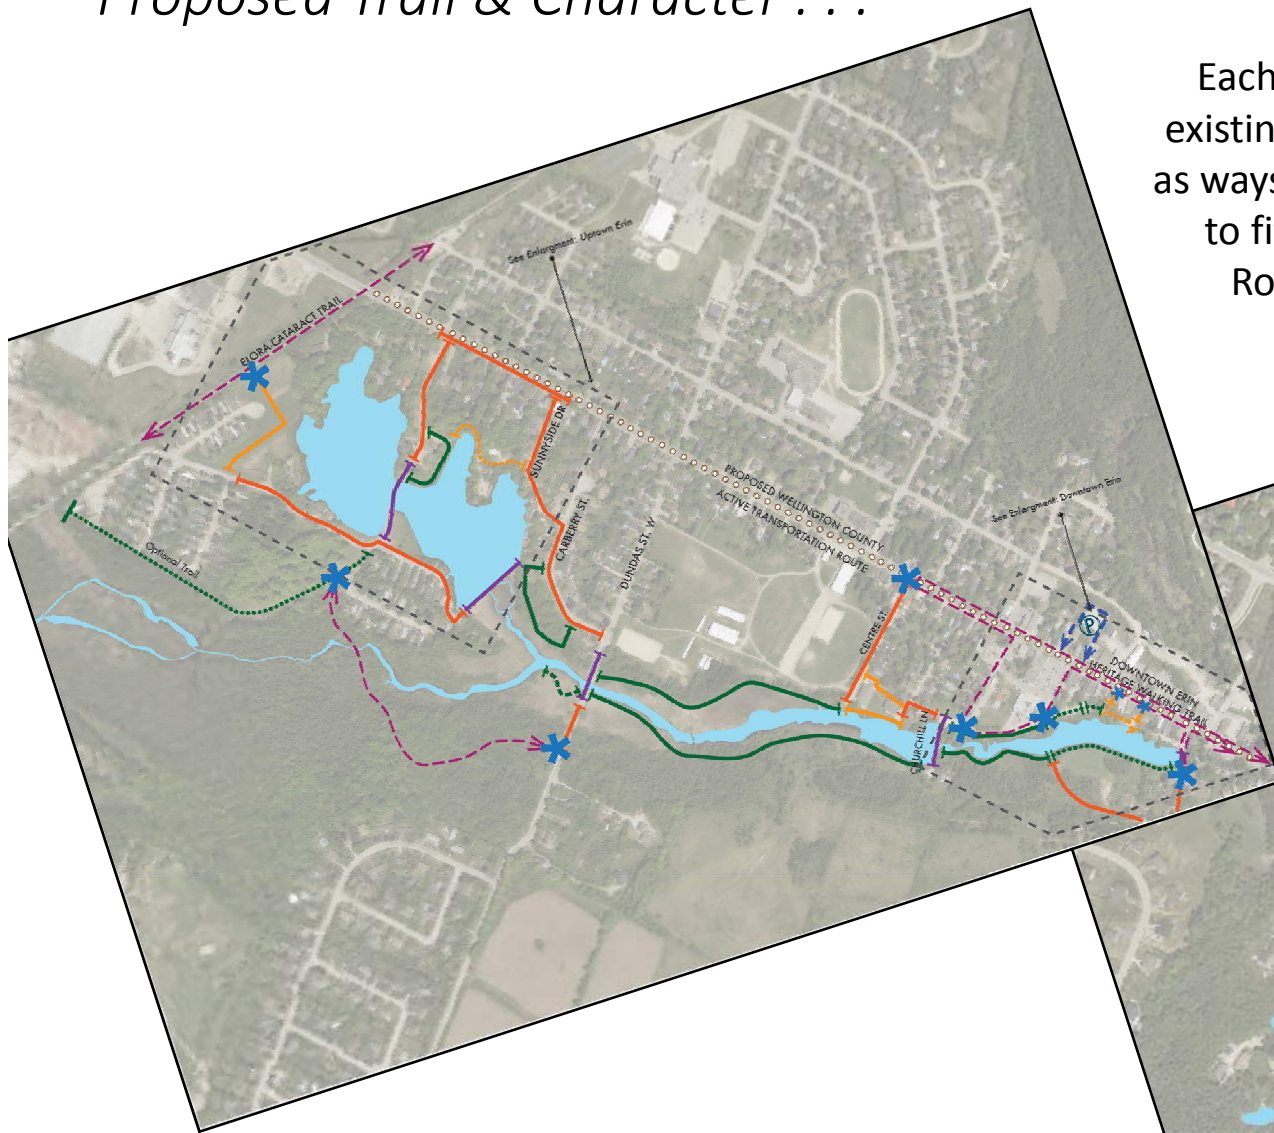 Proposed Trail & Character . . .
Each
existin
as ways
to fi
Ro
See Enlargment: Uptown Erin
ELORA CATARACT TRAIL
SUNNYSIDE DR
CARBERRY ST.
DUNDAS ST. W
PROPOSED WELLINGTON COUNTY
ACTIVE TRANSPORTATION ROUTE
See Enlargment: Downtown Erin
Optional Trail
CENTRE ST.
P
DOWNTOWN ERIN
HERITAGE WALKING TRAIL
CHURCHILL LN